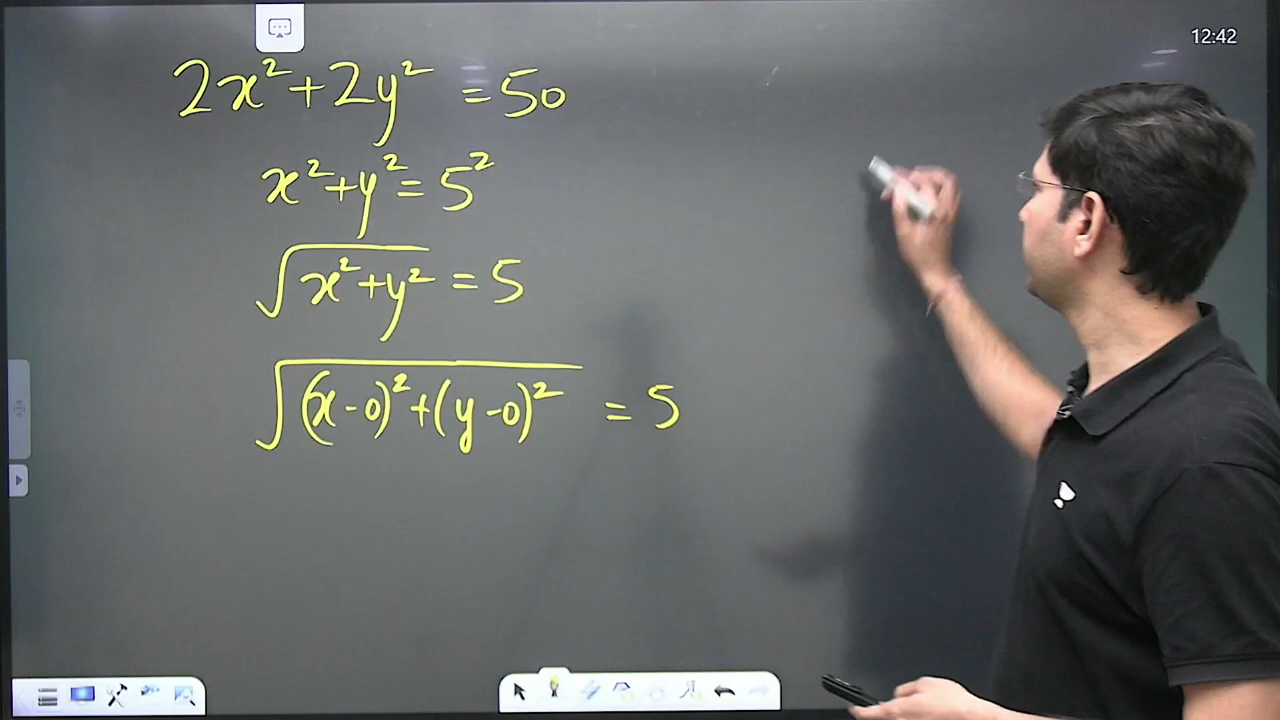 12:42
2x²+2y² = 50
x²+y² = 5²
√(x²+y²) = 5
√((x-0)²+(y-0)²) = 5